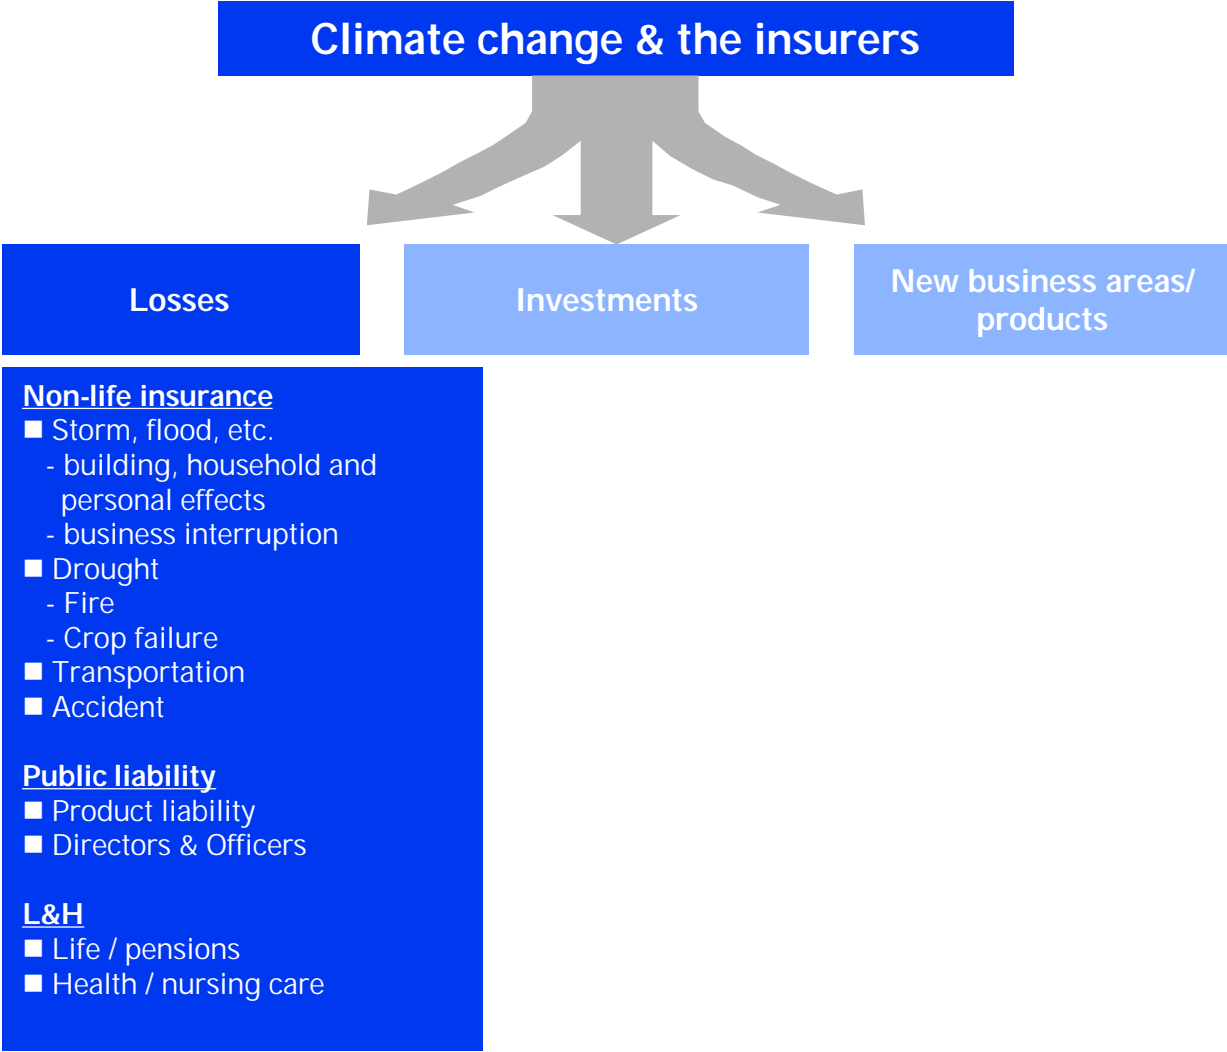 Climate change & the insurers
Losses
Investments
New business areas/
products
Non-life insurance
■ Storm, flood, etc.
- building, household and
personal effects
- business interruption
■ Drought
- Fire
- Crop failure
■ Transportation
■ Accident
Public liability
■ Product liability
■ Directors & Officers
L&H
■ Life / pensions
■ Health / nursing care